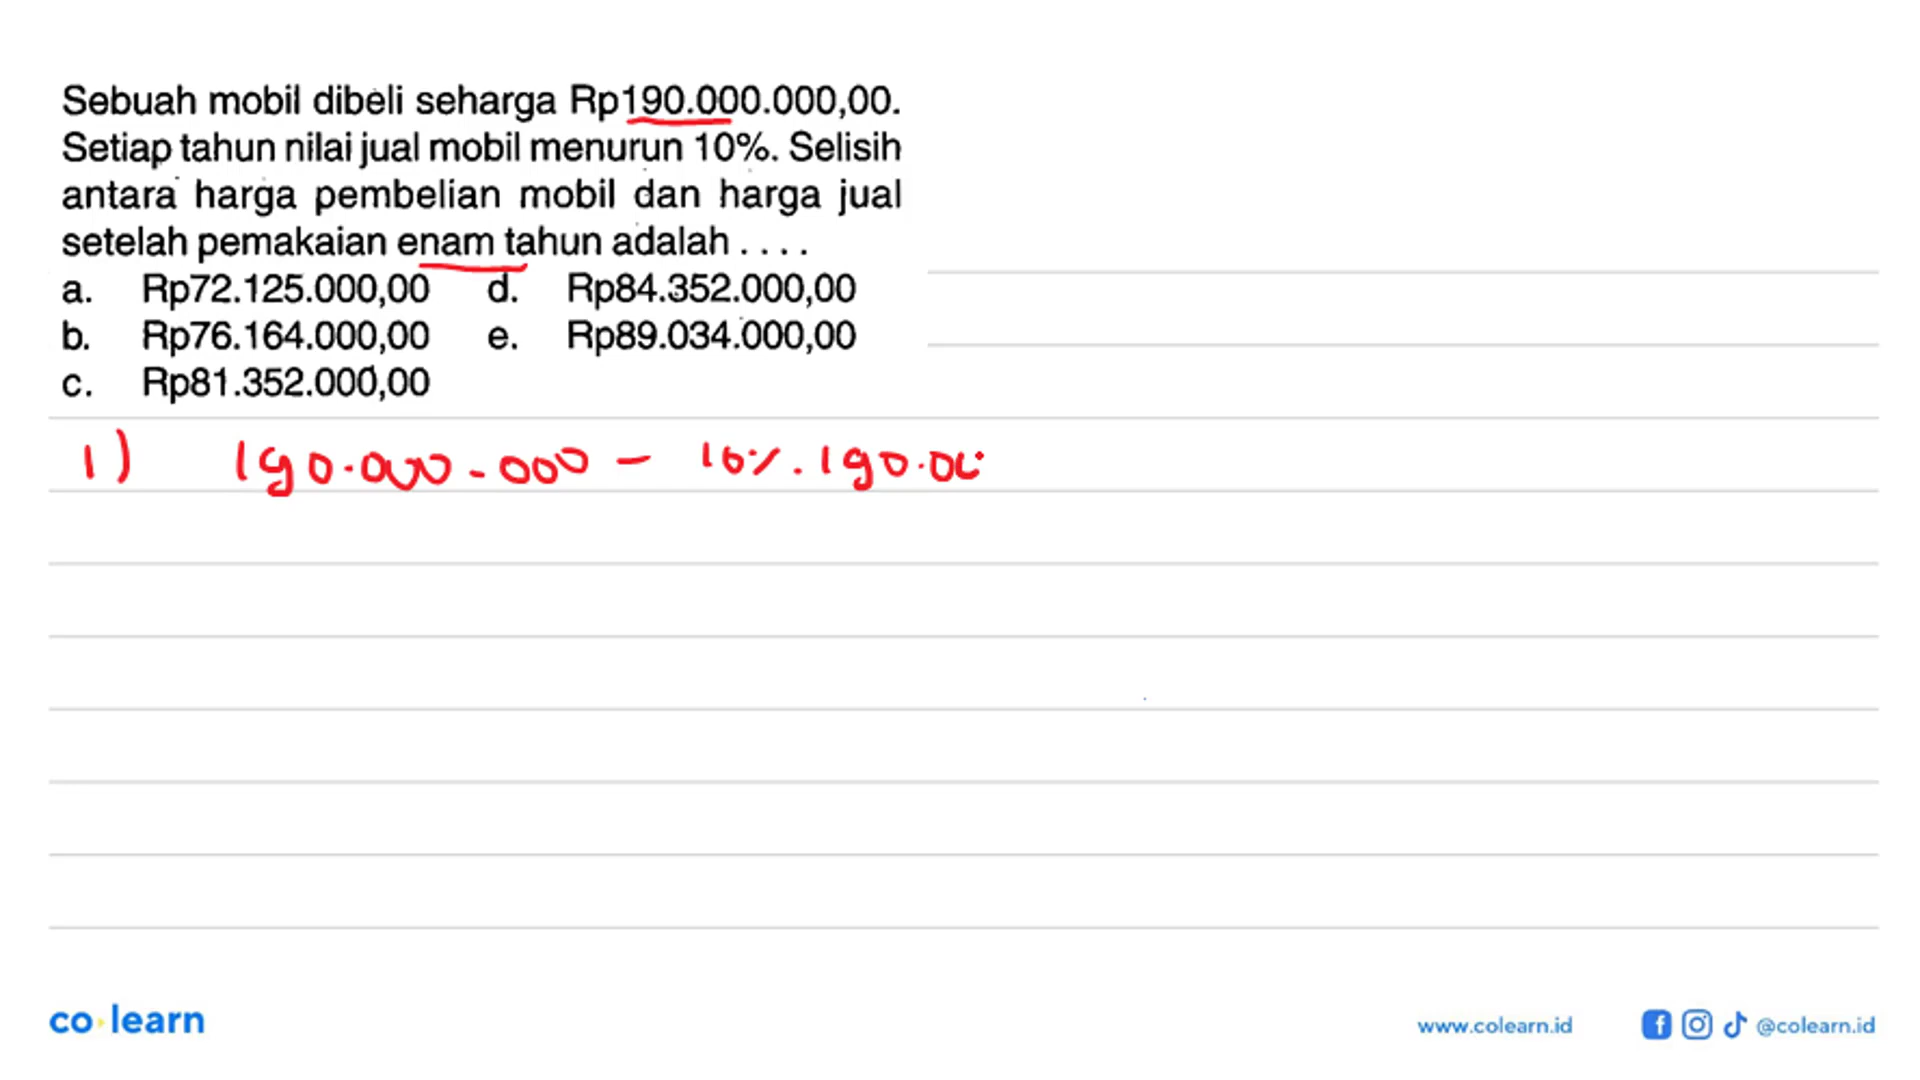 Sebuah mobil dibeli seharga Rp190.000.000,00.
Setiap tahun nilai jual mobil menurun 10%. Selisih
antara harga pembelian mobil dan harga jual
setelah pemakaian enam tahun adalah . . . .
a. Rp72.125.000,00 d. Rp84.352.000,00
b. Rp76.164.000,00 e. Rp89.034.000,00
c. Rp81.352.000,00
1) 190.000.000 - 10%. 190.00
co learn
www.colearn.id @colearn.id